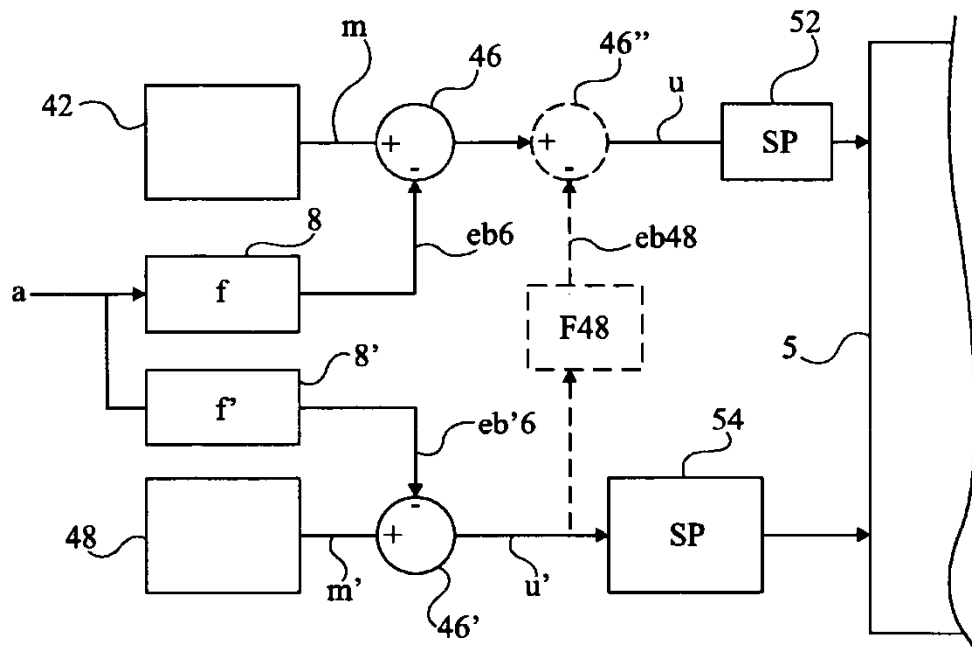 m
46
46”
52
42
u
SP
+
-
+
-
8
eb6
eb48
a
f
F48
5
8’
f’
eb’6
54
-
48
+
SP
m’
u’
46’